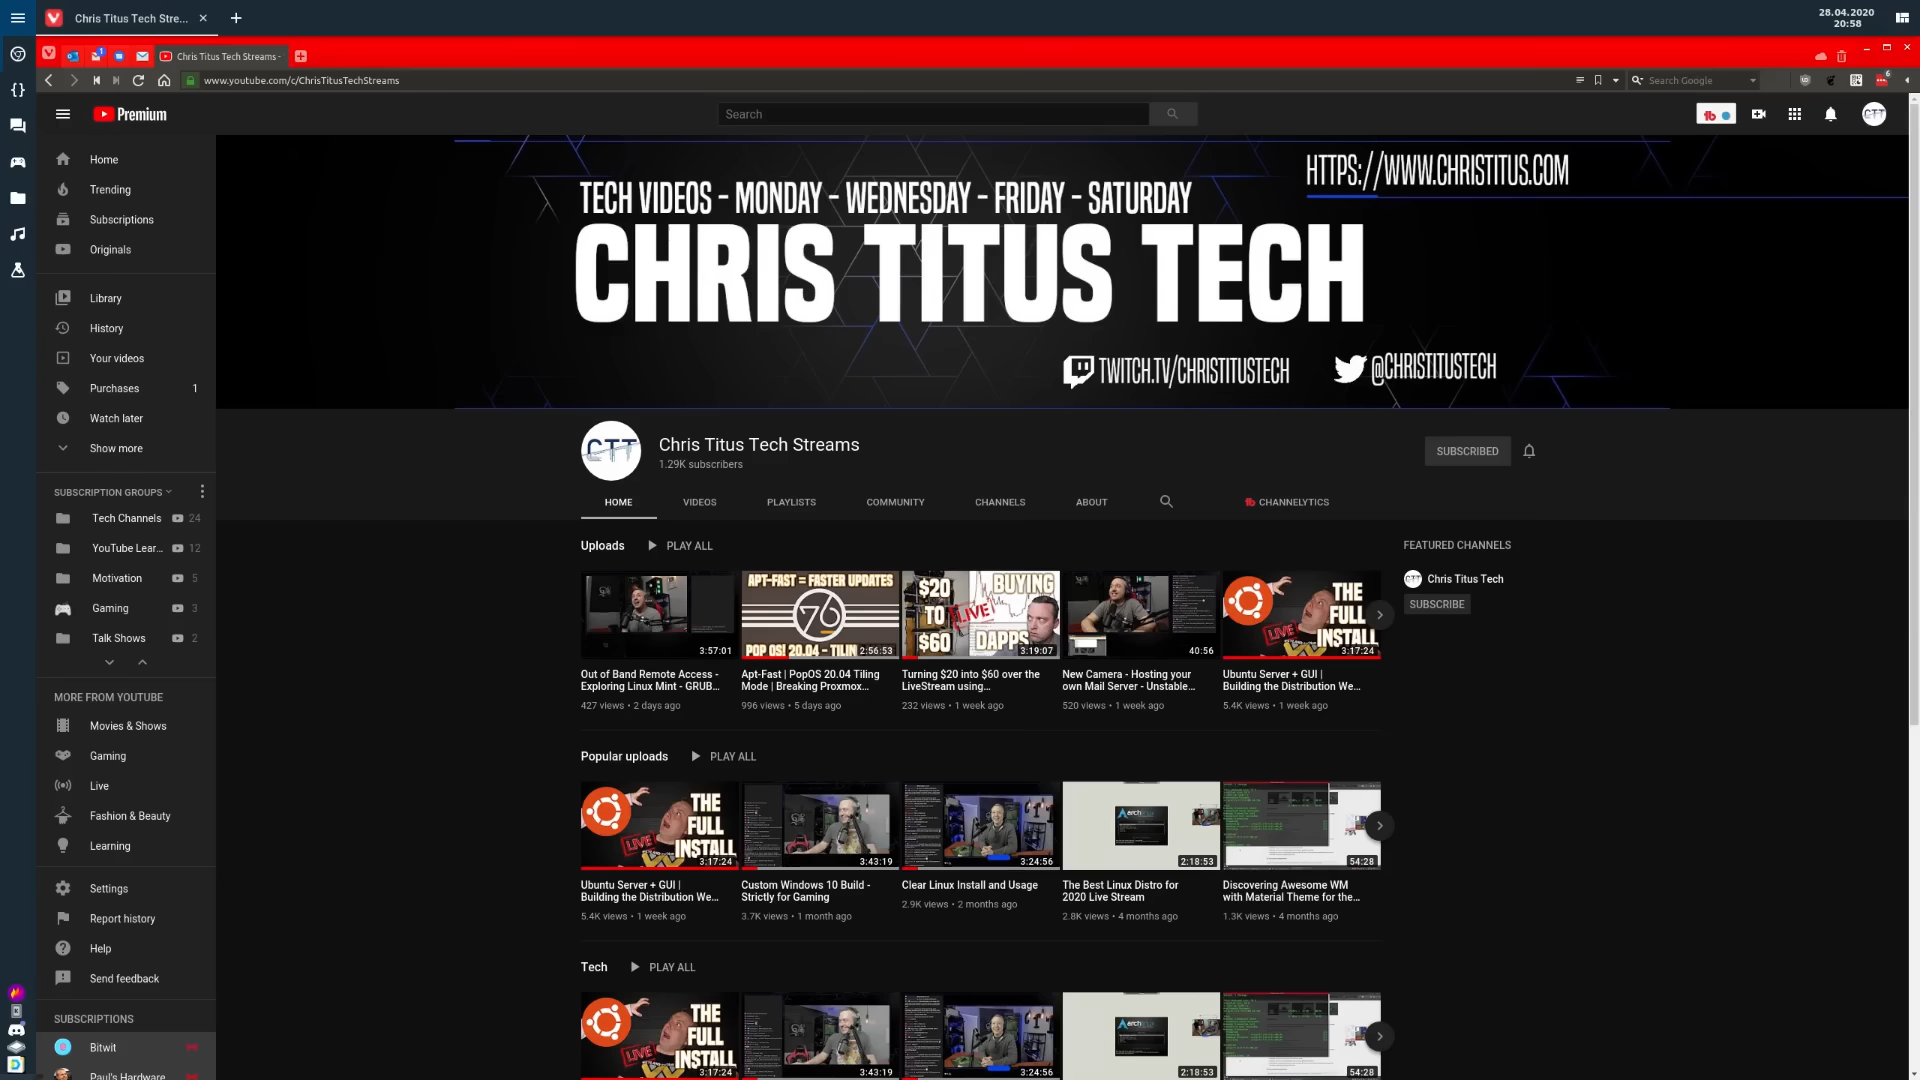 Chris Titus Tech Stre...
28.04.2020
20:58
1
Chris Titus Tech Streams -
www.youtube.com/c/ChrisTitusTechStreams
Search Google
6
Premium
Search
CTT
Home
Trending
Subscriptions
Originals
Library
History
Your videos
Purchases 1
Watch later
Show more
SUBSCRIPTION GROUPS
Tech Channels 24
YouTube Lear... 12
Motivation 5
Gaming 3
Talk Shows 2
MORE FROM YOUTUBE
Movies & Shows
Gaming
Live
Fashion & Beauty
Learning
Settings
Report history
Help
Send feedback
SUBSCRIPTIONS
Bitwit
Paul's Hardware
HTTPS://WWW.CHRISTITUS.COM
TECH VIDEOS - MONDAY - WEDNESDAY - FRIDAY - SATURDAY
CHRIS TITUS TECH
TWITCH.TV/CHRISTITUSTECH
@CHRISTITUSTECH
CTT
Chris Titus Tech Streams
1.29K subscribers
SUBSCRIBED
HOME
VIDEOS
PLAYLISTS
COMMUNITY
CHANNELS
ABOUT
CHANNELYTICS
Uploads
PLAY ALL
FEATURED CHANNELS
Chris Titus Tech
SUBSCRIBE
3:57:01
APT-FAST = FASTER UPDATES
76
POP OS! 20.04 - TILIN
2:56:53
$20
TO
$60
LIVE
BUYING
DAPPS
3:19:07
40:56
THE
FULL
INSTALL
LIVE
3:17:24
Out of Band Remote Access -
Exploring Linux Mint - GRUB...
427 views • 2 days ago
Apt-Fast | PopOS 20.04 Tiling
Mode | Breaking Proxmox...
996 views • 5 days ago
Turning $20 into $60 over the
LiveStream using...
232 views • 1 week ago
New Camera - Hosting your
own Mail Server - Unstable...
520 views • 1 week ago
Ubuntu Server + GUI |
Building the Distribution We...
5.4K views • 1 week ago
Popular uploads
PLAY ALL
THE
FULL
INSTALL
LIVE
3:17:24
3:43:19
3:24:56
arch
2:18:53
54:28
Ubuntu Server + GUI |
Building the Distribution We...
5.4K views • 1 week ago
Custom Windows 10 Build -
Strictly for Gaming
3.7K views • 1 month ago
Clear Linux Install and Usage
2.9K views • 2 months ago
The Best Linux Distro for
2020 Live Stream
2.8K views • 4 months ago
Discovering Awesome WM
with Material Theme for the...
1.3K views • 4 months ago
Tech
PLAY ALL
THE
FULL
INSTALL
LIVE
3:17:24
3:43:19
3:24:56
arch
2:18:53
54:28